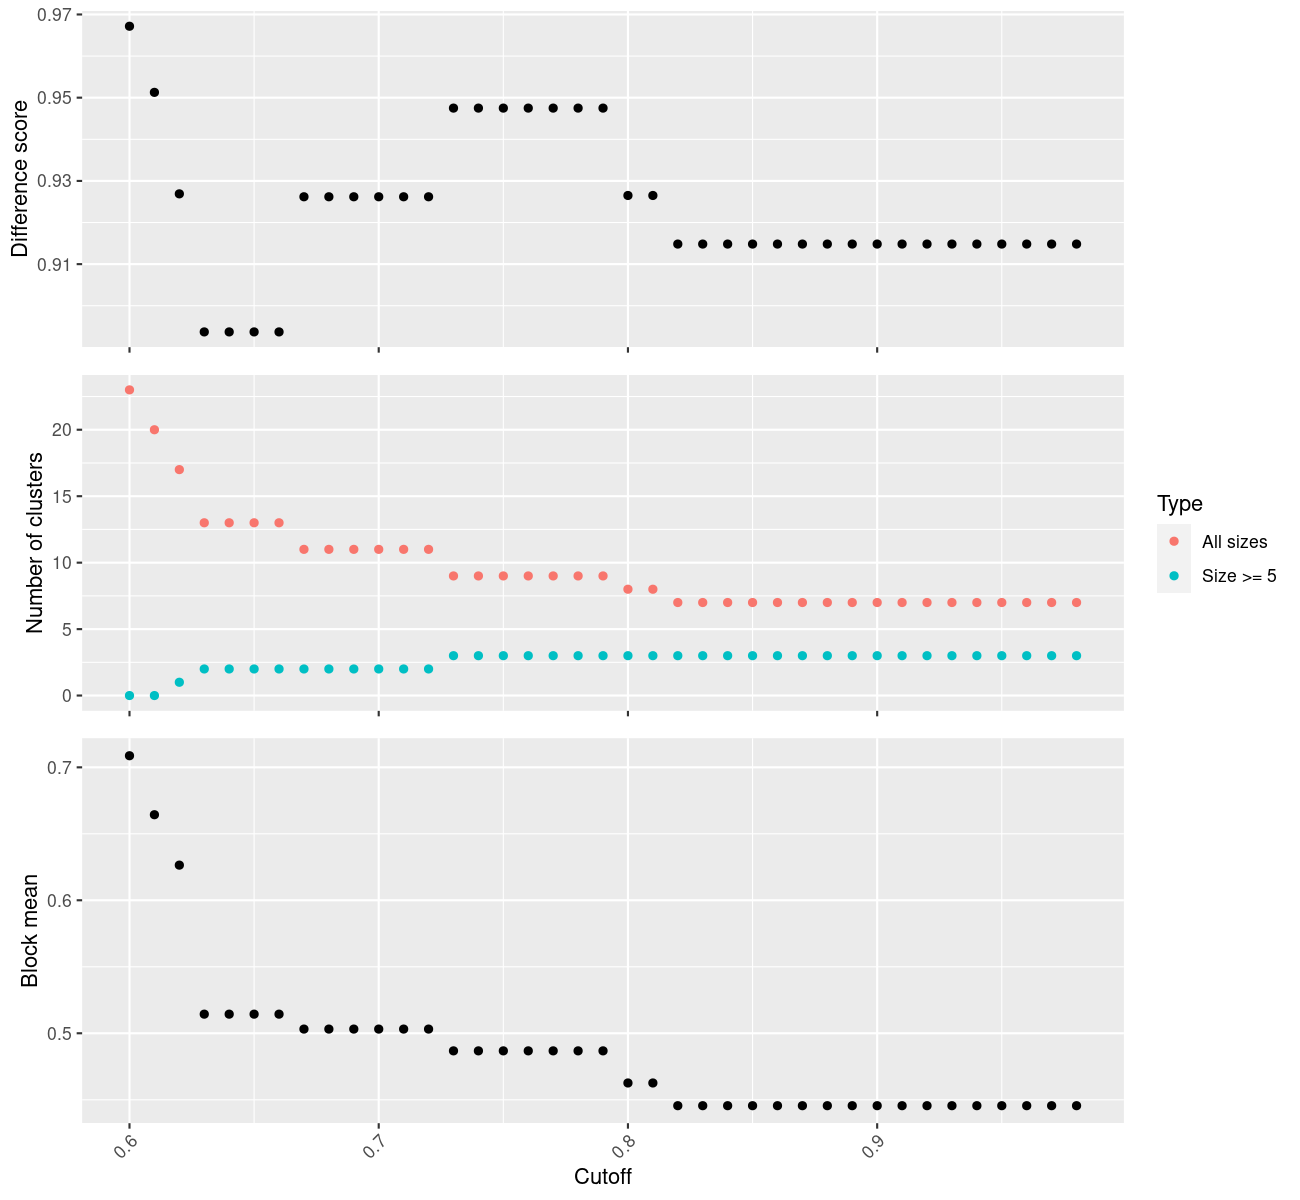 Difference score
0.97
0.95
0.93
0.91
Number of clusters
20
15
10
5
0
Type
All sizes
Size >= 5
Block mean
0.7
0.6
0.5
0.6
0.7
0.8
0.9
Cutoff